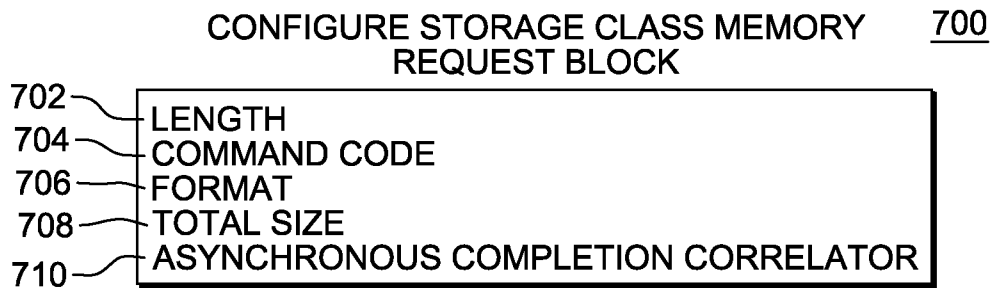 CONFIGURE STORAGE CLASS MEMORY 700
REQUEST BLOCK
702 LENGTH
704 COMMAND CODE
706 FORMAT
708 TOTAL SIZE
710 ASYNCHRONOUS COMPLETION CORRELATOR